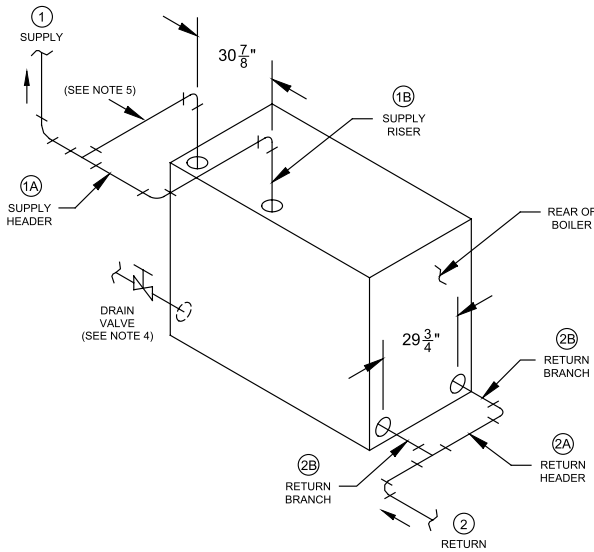 1
SUPPLY
(SEE NOTE 5)
30 7/8"
1B
SUPPLY
RISER
1A
SUPPLY
HEADER
REAR OF
BOILER
DRAIN
VALVE
(SEE NOTE 4)
29 3/4"
2B
RETURN
BRANCH
2A
RETURN
HEADER
2B
RETURN
BRANCH
2
RETURN